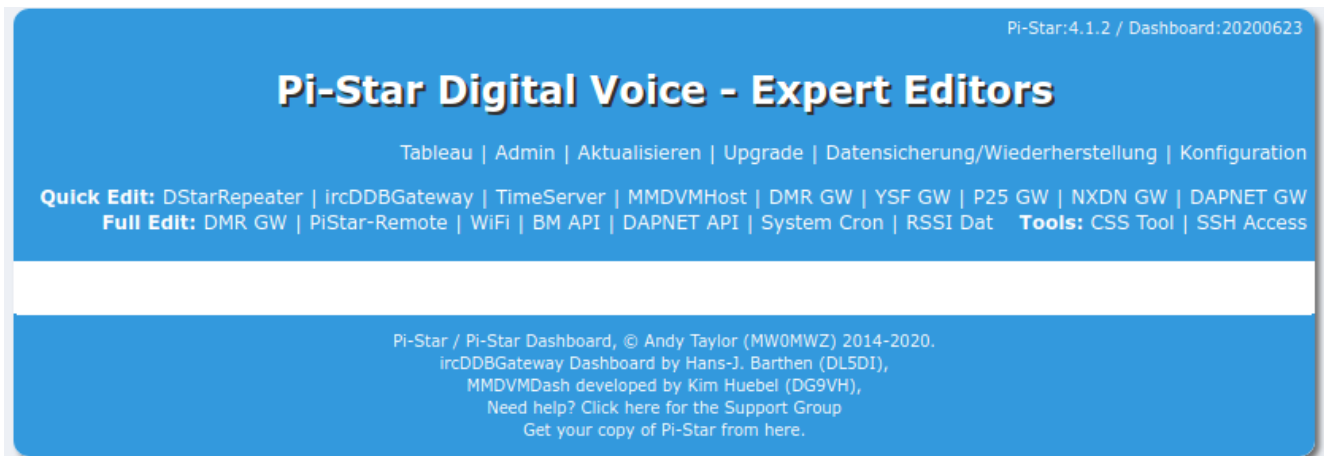 Pi-Star:4.1.2 / Dashboard:20200623
Pi-Star Digital Voice - Expert Editors
Tableau | Admin | Aktualisieren | Upgrade | Datensicherung/Wiederherstellung | Konfiguration
Quick Edit: DStarRepeater | ircDDBGateway | TimeServer | MMDVMHost | DMR GW | YSF GW | P25 GW | NXDN GW | DAPNET GW
Full Edit: DMR GW | PiStar-Remote | WiFi | BM API | DAPNET API | System Cron | RSSI Dat Tools: CSS Tool | SSH Access
Pi-Star / Pi-Star Dashboard, © Andy Taylor (MW0MWZ) 2014-2020.
ircDDBGateway Dashboard by Hans-J. Barthen (DL5DI),
MMDVMDash developed by Kim Huebel (DG9VH),
Need help? Click here for the Support Group
Get your copy of Pi-Star from here.